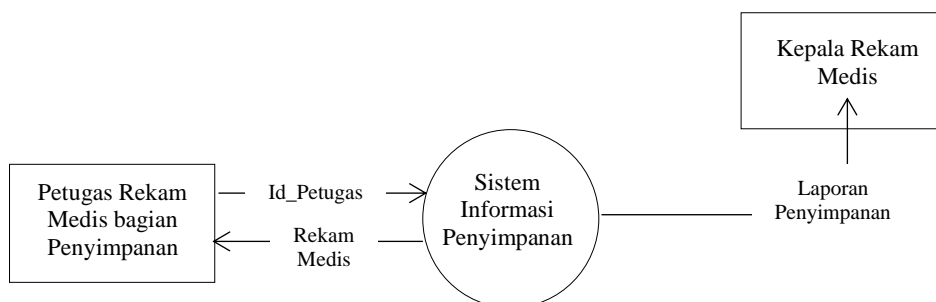 Kepala Rekam
Medis
Petugas Rekam
Medis bagian
Penyimpanan
Id_Petugas
Rekam
Medis
Sistem
Informasi
Penyimpanan
Laporan
Penyimpanan